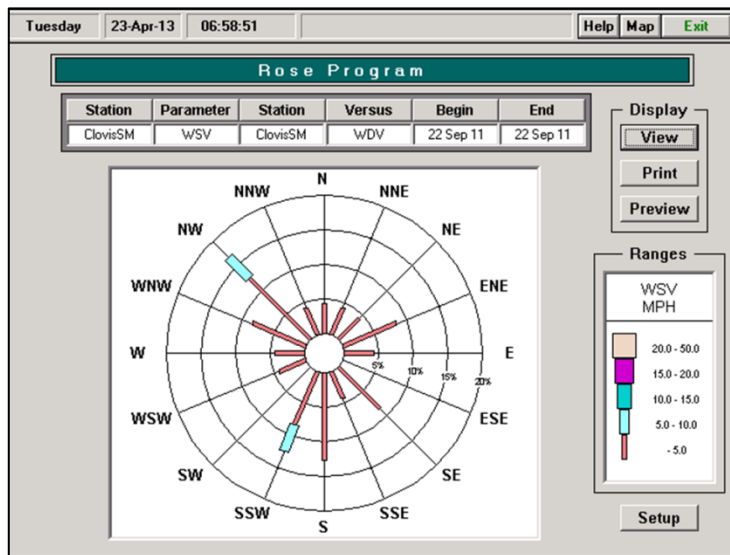 Tuesday 23-Apr-13 06:58:51 Help Map Exit
Rose Program
Station Parameter Station Versus Begin End
ClovisSM WSV ClovisSM WDV 22 Sep 11 22 Sep 11
Display
View
Print
Preview
N
NNW NNE
NW NE
WNW ENE
W E
5% 10% 15% 20%
WSW ESE
SW SE
SSW SSE
S
Ranges
WSV
MPH
20.0 - 50.0
15.0 - 20.0
10.0 - 15.0
5.0 - 10.0
- 5.0
Setup